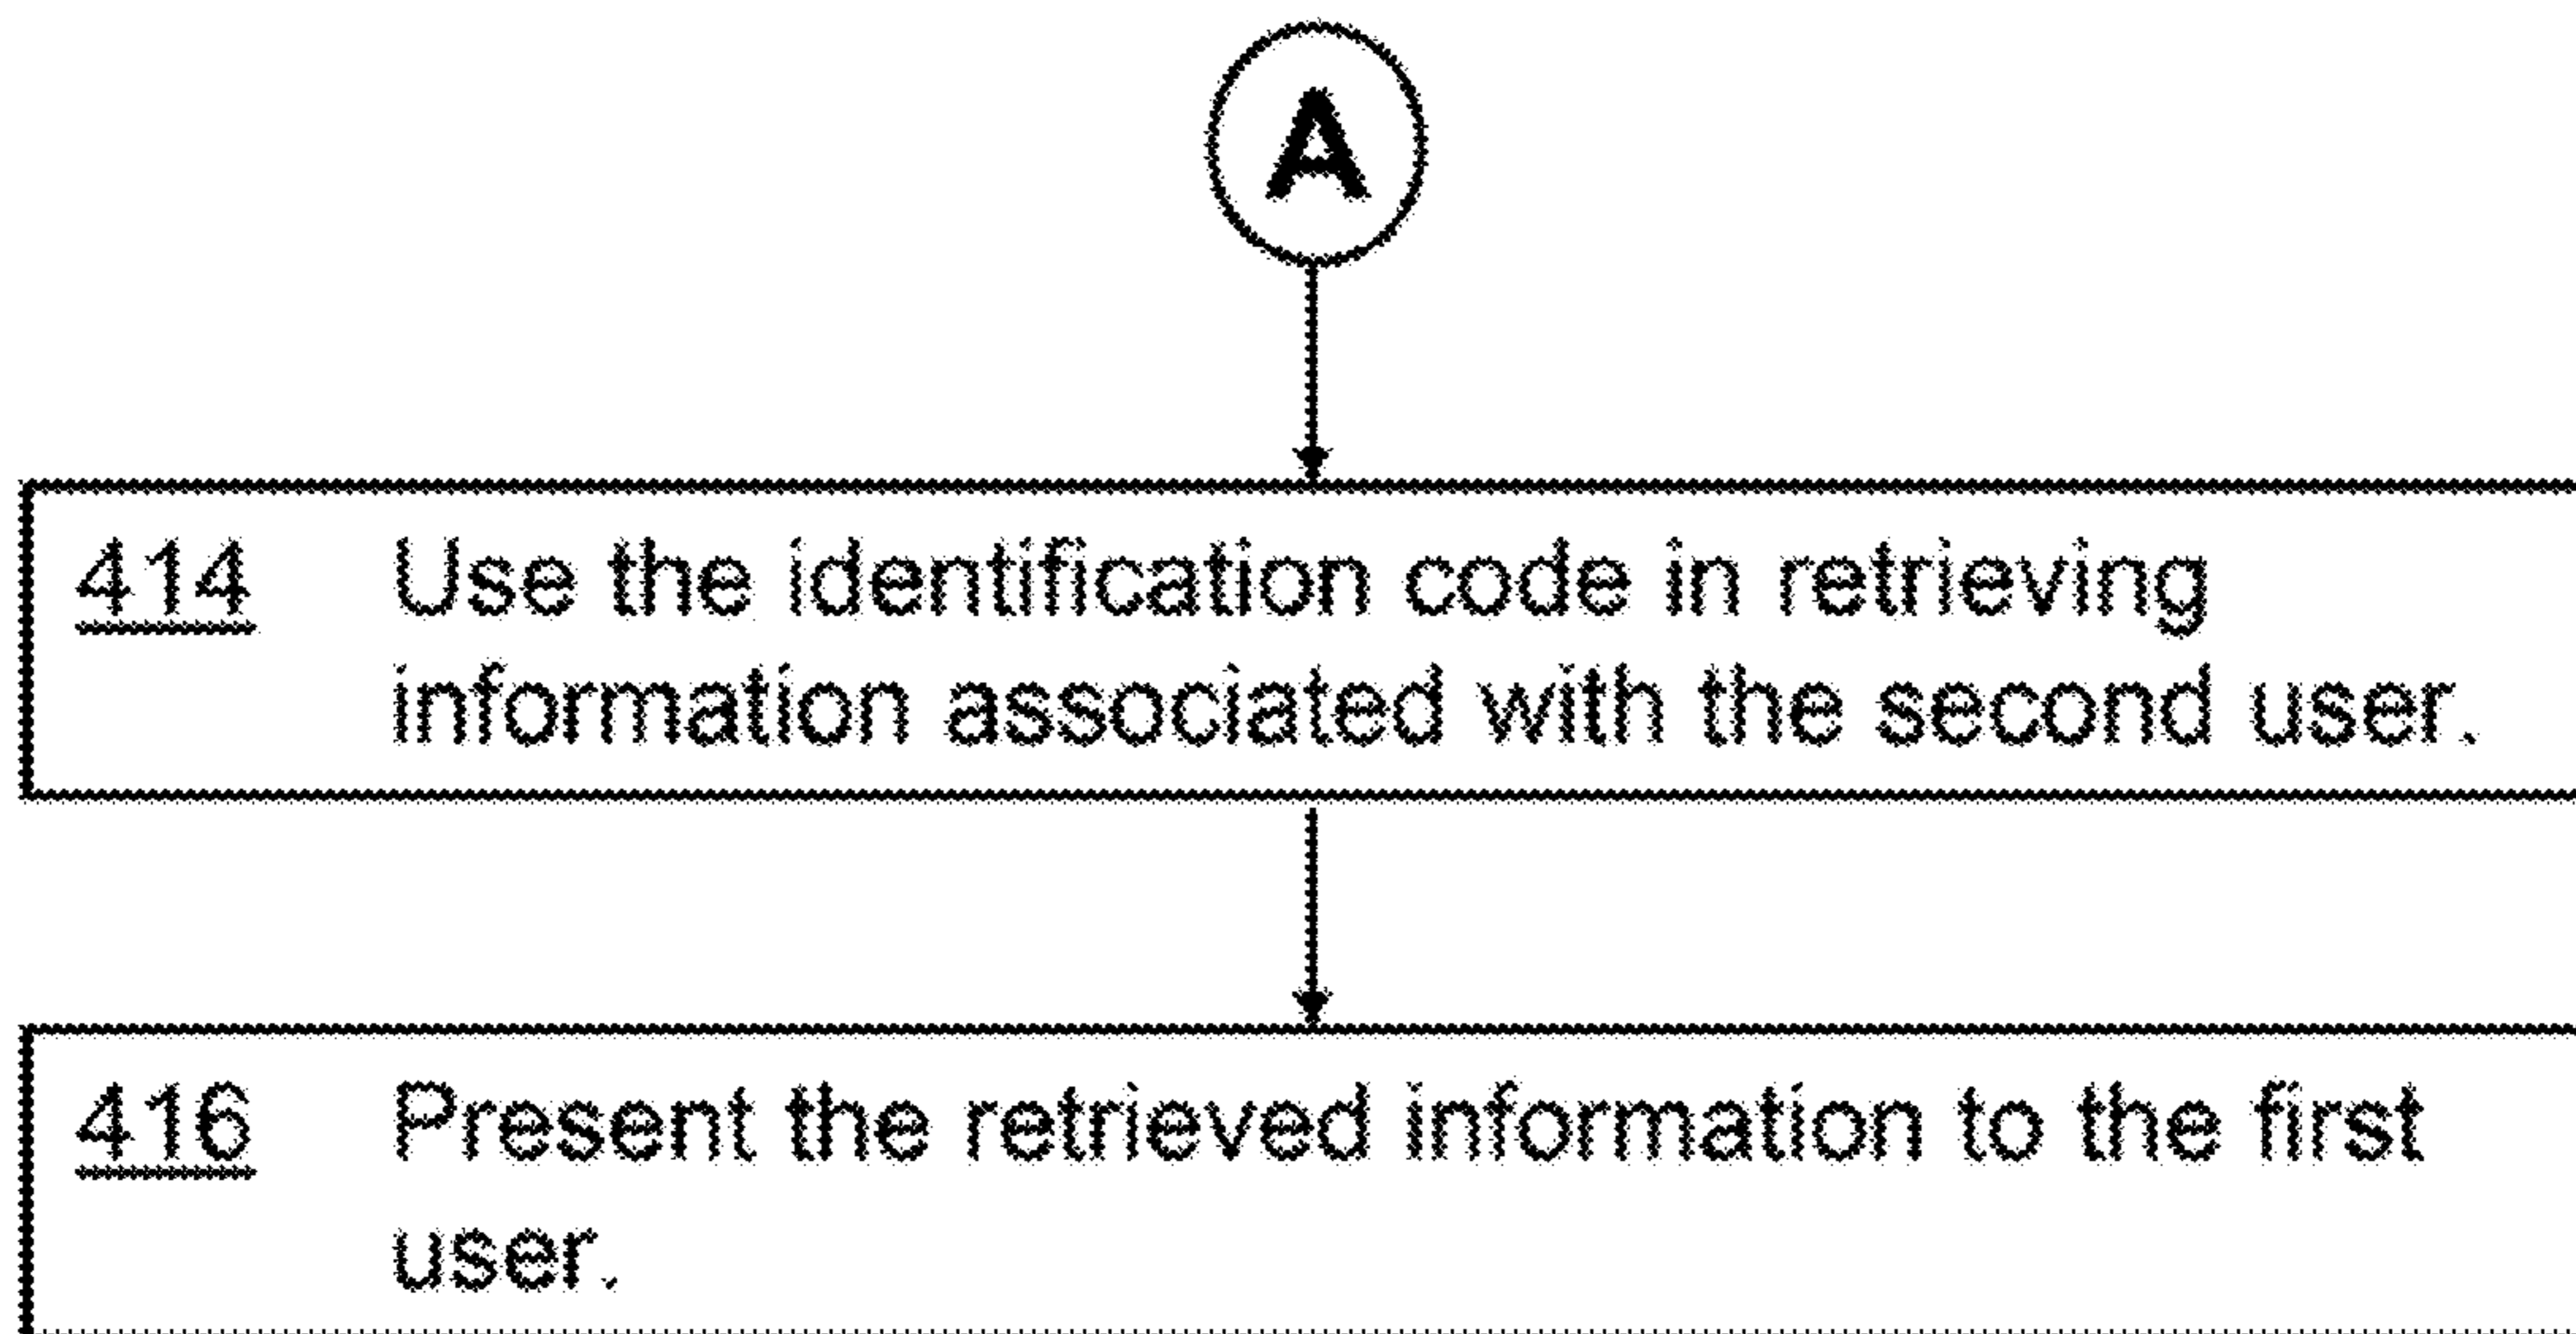 A
414 Use the identification code in retrieving
information associated with the second user.
416 Present the retrieved information to the first
user.